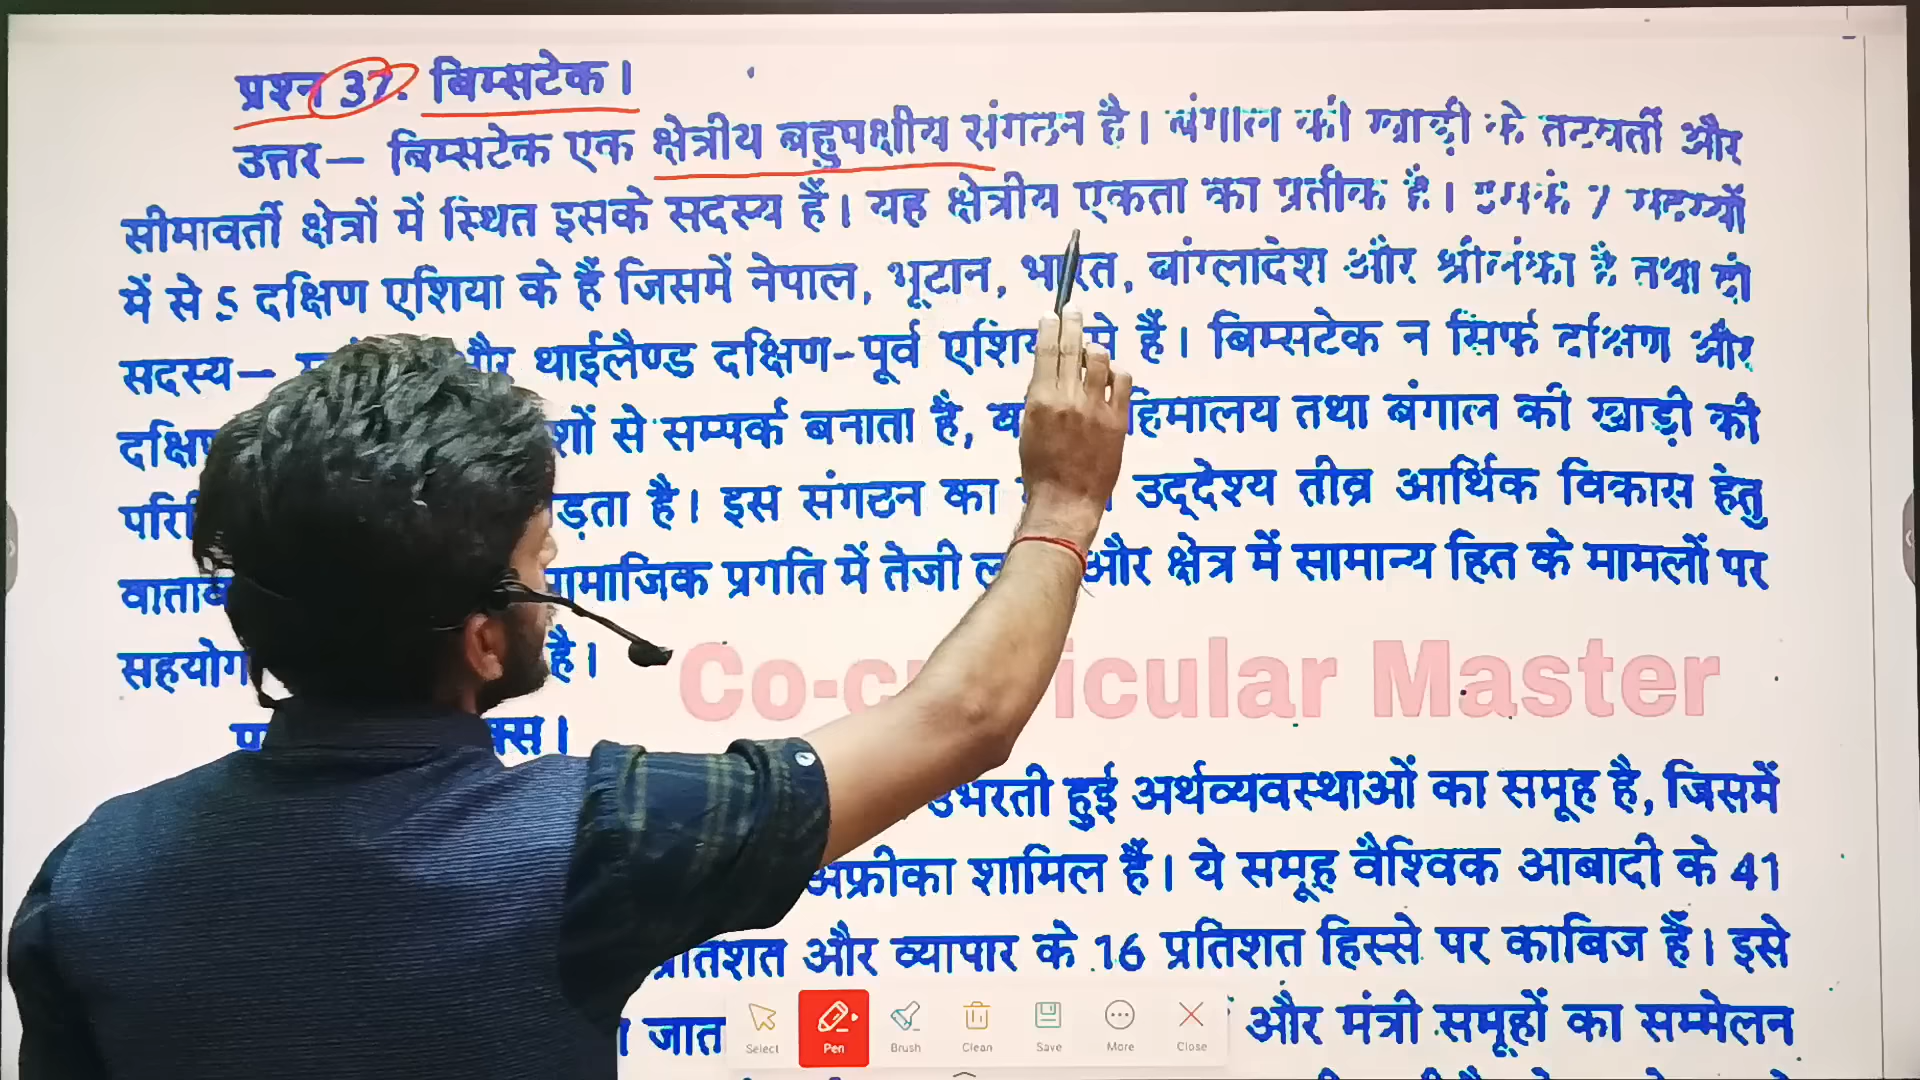 प्रश्न 37. बिम्सटेक।
उत्तर— बिम्सटेक एक क्षेत्रीय बहुपक्षीय संगठन है। बंगाल की खाड़ी के तटवर्ती और
सीमावर्ती क्षेत्रों में स्थित इसके सदस्य हैं। यह क्षेत्रीय एकता का प्रतीक है। इसके 7 सदस्यों
में से 5 दक्षिण एशिया के हैं जिसमें नेपाल, भूटान, भारत, बांग्लादेश और श्रीलंका है तथा दो
सदस्य— और थाईलैण्ड दक्षिण-पूर्व एशिया से हैं। बिम्सटेक न सिर्फ दक्षिण और
से सम्पर्क बनाता है, हिमालय तथा बंगाल की खाड़ी की
है। इस संगठन का उद्देश्य तीव्र आर्थिक विकास हेतु
सामाजिक प्रगति में तेजी और क्षेत्र में सामान्य हित के मामलों पर
सहयोग है।
Co-curricular Master
उभरती हुई अर्थव्यवस्थाओं का समूह है, जिसमें
अफ्रीका शामिल हैं। ये समूह वैश्विक आबादी के 41
प्रतिशत और व्यापार के 16 प्रतिशत हिस्से पर काबिज हैं। इसे
और मंत्री समूहों का सम्मेलन
Select Pen Brush Clean Save More Close